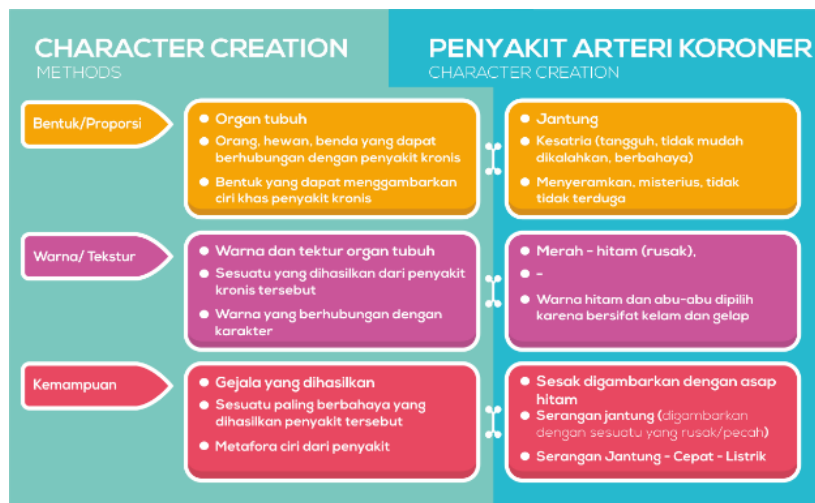 CHARACTER CREATION
METHODS
PENYAKIT ARTERI KORONER
CHARACTER CREATION
Bentuk/Proporsi
Organ tubuh
Orang, hewan, benda yang dapat
berhubungan dengan penyakit kronis
Bentuk yang dapat menggambarkan
ciri khas penyakit kronis
Jantung
Kesatria (tangguh, tidak mudah
dikalahkan, berbahaya)
Menyeramkan, misterius, tidak
tidak terduga
Warna/ Tekstur
Warna dan tektur organ tubuh
Sesuatu yang dihasilkan dari penyakit
kronis tersebut
Warna yang berhubungan dengan
karakter
Merah - hitam (rusak),
-
Warna hitam dan abu-abu dipilih
karena bersifat kelam dan gelap
Kemampuan
Gejala yang dihasilkan
Sesuatu paling berbahaya yang
dihasilkan penyakit tersebut
Metafora ciri dari penyakit
Sesak digambarkan dengan asap
hitam
Serangan jantung (digambarkan
dengan sesuatu yang rusak/pecah)
Serangan Jantung - Cepat - Listrik